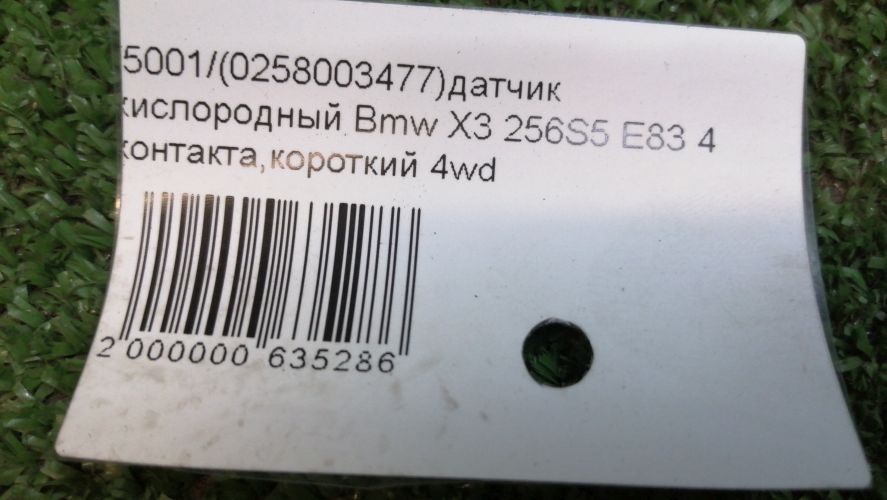 5001/(0258003477)датчик
кислородный Bmw X3 256S5 E83 4
контакта,короткий 4wd
2 000000 635286